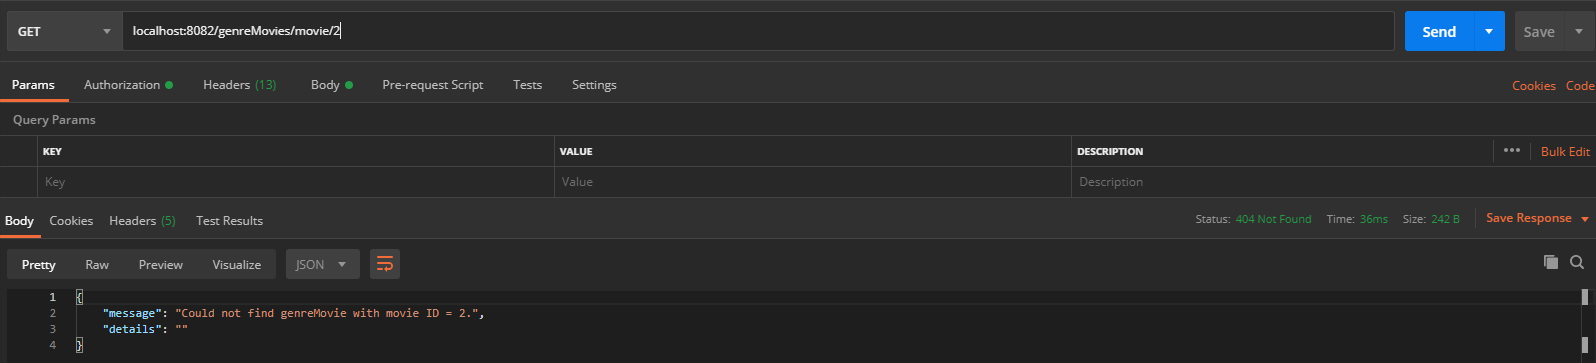 GET localhost:8082/genreMovies/movie/2 Send Save
Params Authorization Headers (13) Body Pre-request Script Tests Settings Cookies Code
Query Params
KEY VALUE DESCRIPTION ••• Bulk Edit
Key Value Description
Body Cookies Headers (5) Test Results Status: 404 Not Found Time: 36ms Size: 242 B Save Response
Pretty Raw Preview Visualize JSON
1 {
2 "message": "Could not find genreMovie with movie ID = 2.",
3 "details": ""
4 }